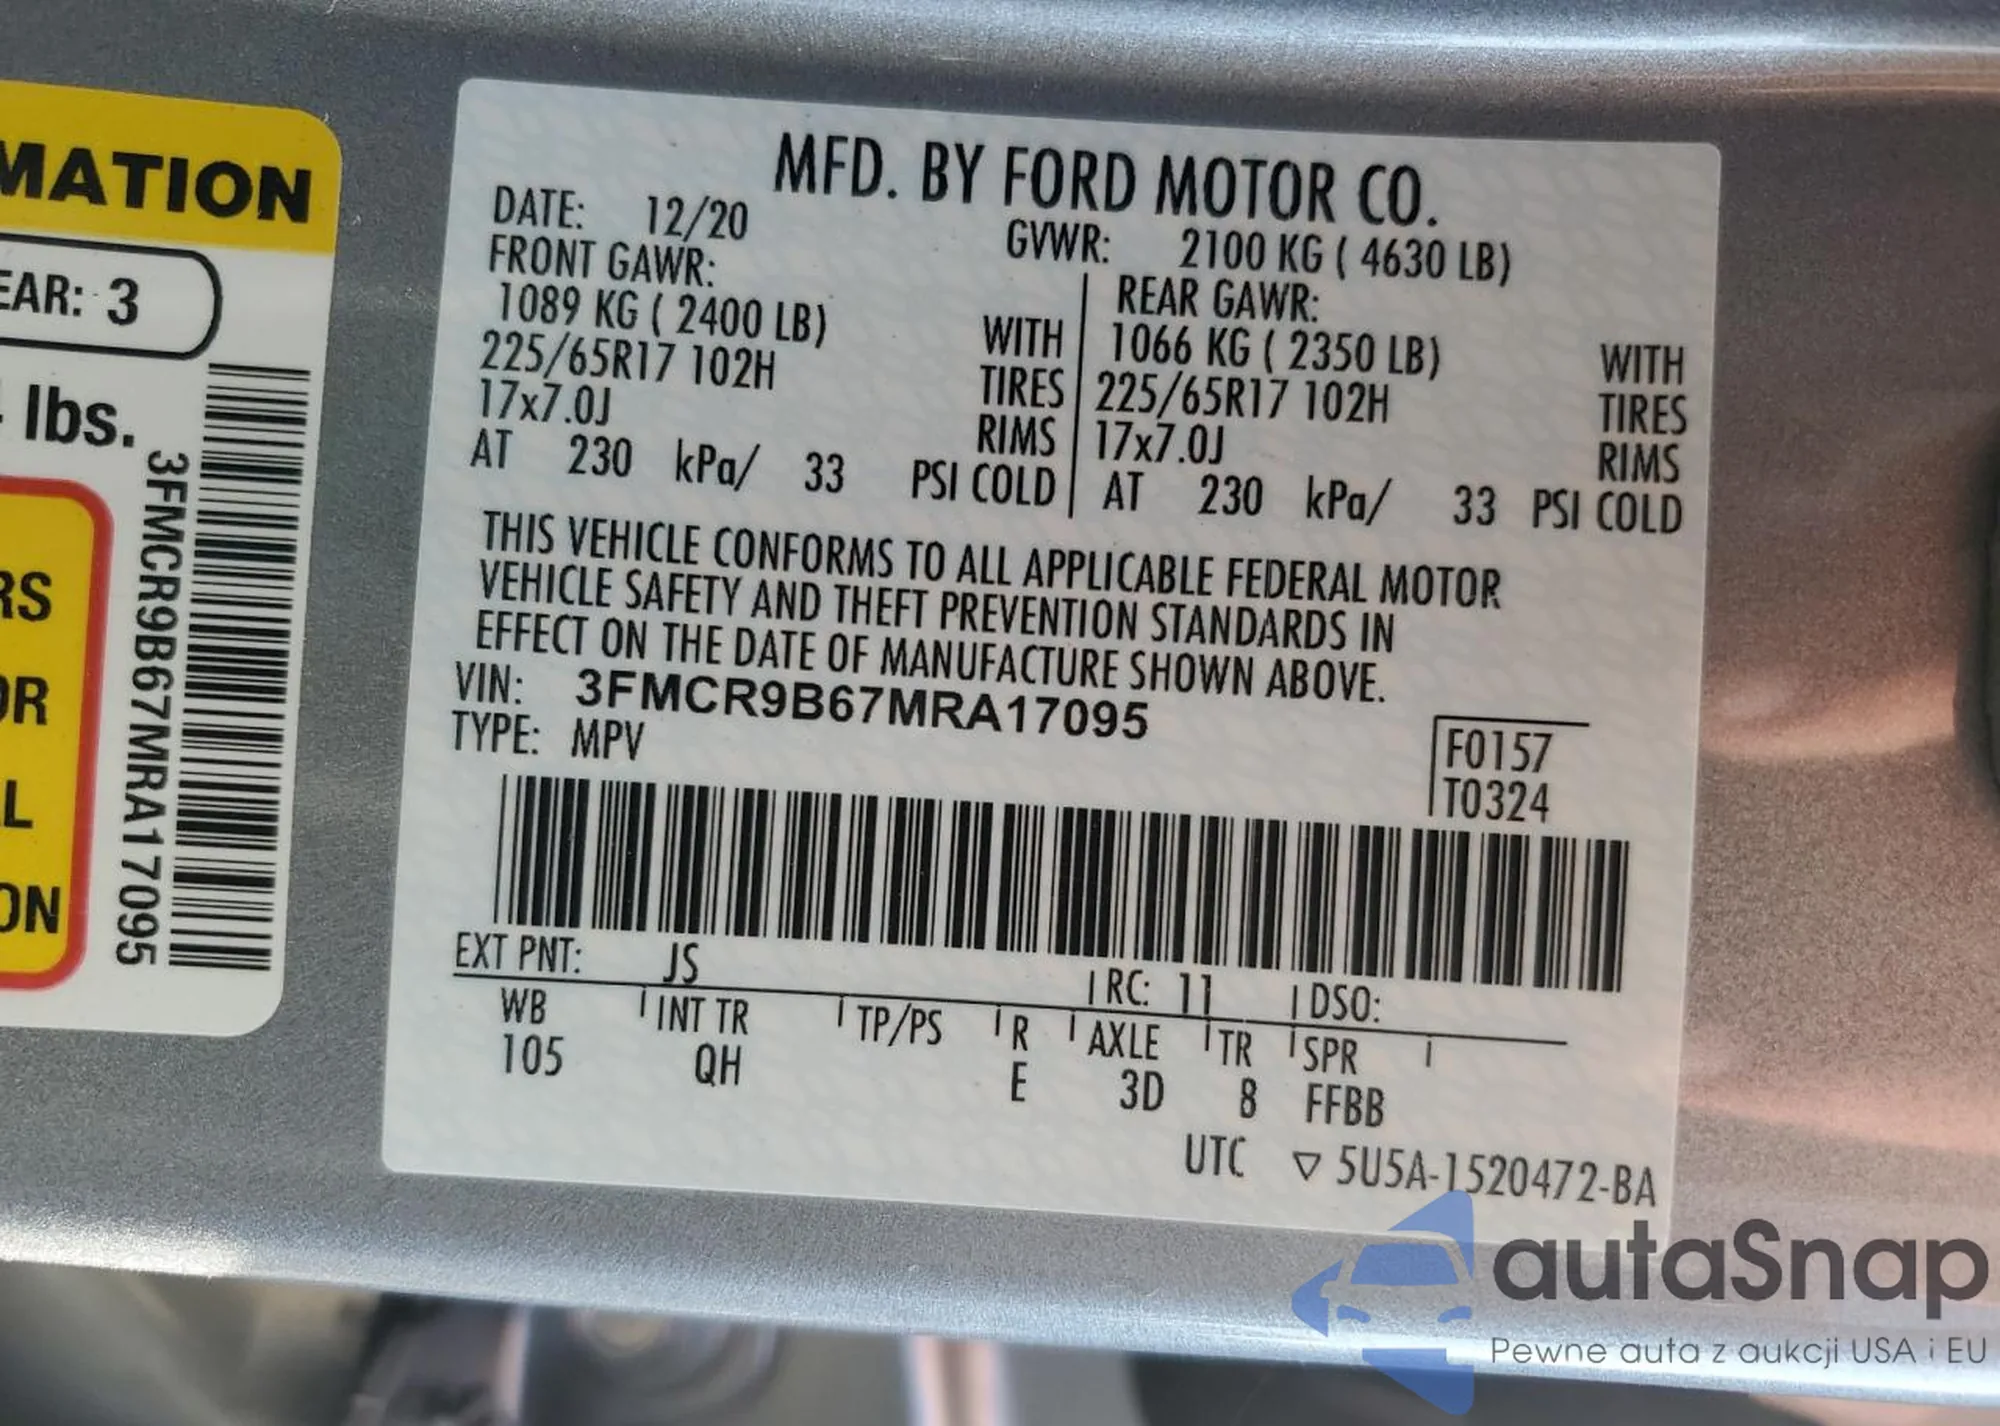 MATION
EAR: 3
lbs.
RS
OR
L
ON
3FMCR9B67MRA17095
MFD. BY FORD MOTOR CO.
DATE: 12/20 GVWR: 2100 KG ( 4630 LB)
FRONT GAWR: REAR GAWR:
1089 KG ( 2400 LB) WITH 1066 KG ( 2350 LB) WITH
225/65R17 102H TIRES 225/65R17 102H TIRES
17x7.0J RIMS 17x7.0J RIMS
AT 230 kPa/ 33 PSI COLD AT 230 kPa/ 33 PSI COLD
THIS VEHICLE CONFORMS TO ALL APPLICABLE FEDERAL MOTOR
VEHICLE SAFETY AND THEFT PREVENTION STANDARDS IN
EFFECT ON THE DATE OF MANUFACTURE SHOWN ABOVE.
VIN: 3FMCR9B67MRA17095
TYPE: MPV
F0157
T0324
EXT PNT: JS RC: 11 DSO:
WB INT TR TP/PS R AXLE TR SPR
105 QH E 3D 8 FFBB
UTC ▽ 5U5A-1520472-BA
autaSnap
Pewne auta z aukcji USA i EU